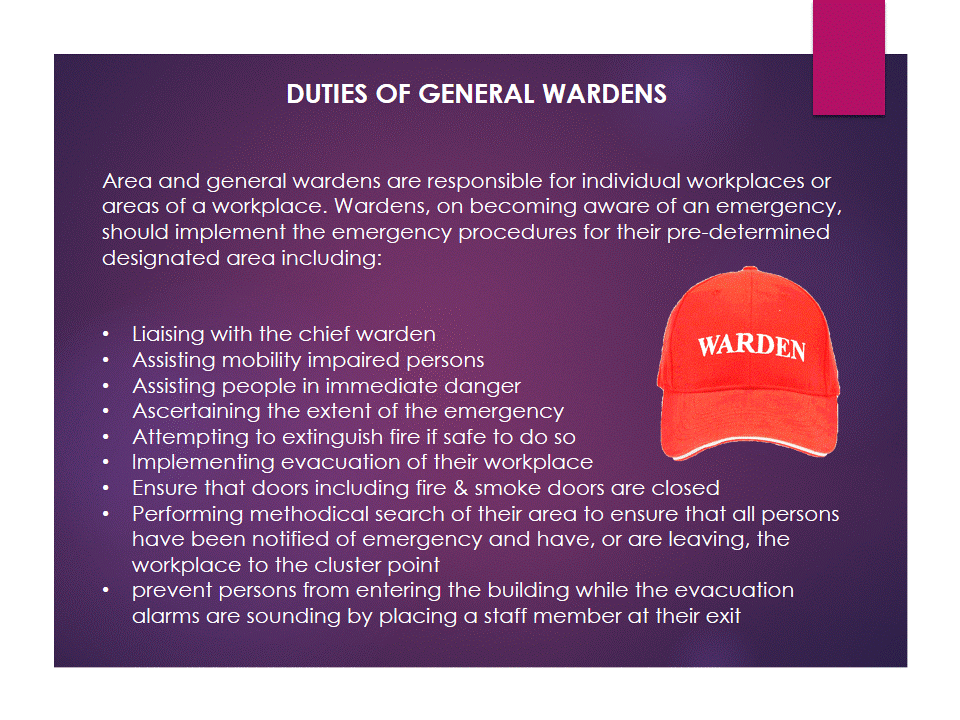 DUTIES OF GENERAL WARDENS
Area and general wardens are responsible for individual workplaces or
areas of a workplace. Wardens, on becoming aware of an emergency,
should implement the emergency procedures for their pre-determined
designated area including:
• Liaising with the chief warden
• Assisting mobility impaired persons
• Assisting people in immediate danger
• Ascertaining the extent of the emergency
• Attempting to extinguish fire if safe to do so
• Implementing evacuation of their workplace
• Ensure that doors including fire & smoke doors are closed
• Performing methodical search of their area to ensure that all persons
have been notified of emergency and have, or are leaving, the
workplace to the cluster point
• prevent persons from entering the building while the evacuation
alarms are sounding by placing a staff member at their exit
WARDEN